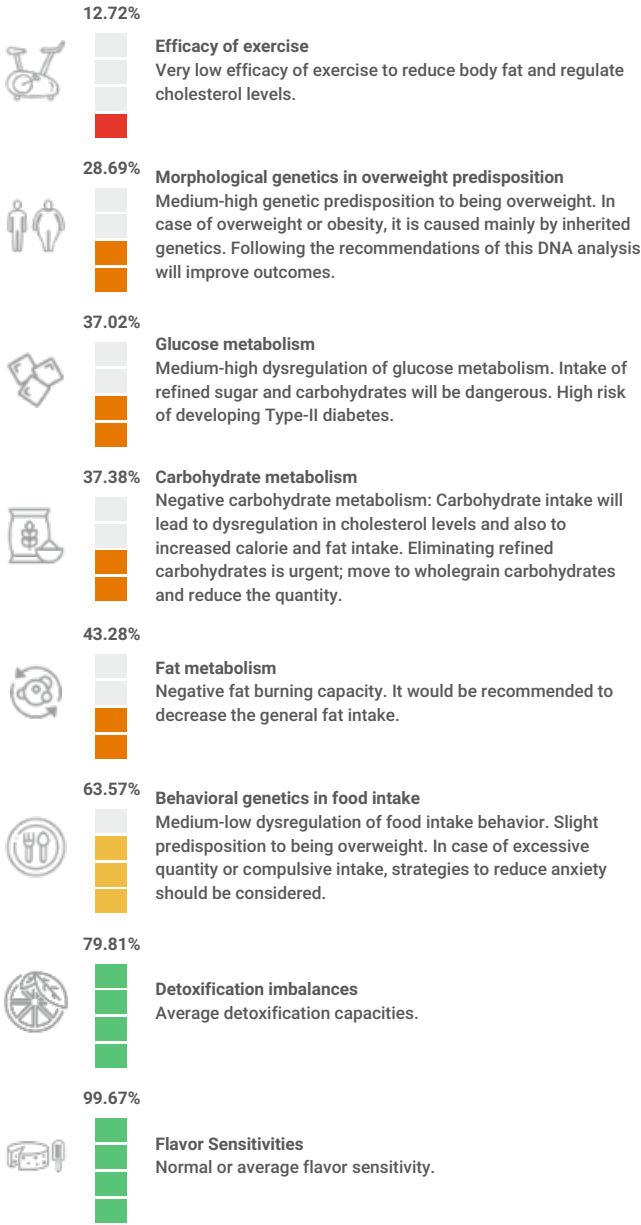 12.72%
Efficacy of exercise
Very low efficacy of exercise to reduce body fat and regulate
cholesterol levels.
28.69%
Morphological genetics in overweight predisposition
Medium-high genetic predisposition to being overweight. In
case of overweight or obesity, it is caused mainly by inherited
genetics. Following the recommendations of this DNA analysis
will improve outcomes.
37.02%
Glucose metabolism
Medium-high dysregulation of glucose metabolism. Intake of
refined sugar and carbohydrates will be dangerous. High risk
of developing Type-II diabetes.
37.38%
Carbohydrate metabolism
Negative carbohydrate metabolism: Carbohydrate intake will
lead to dysregulation in cholesterol levels and also to
increased calorie and fat intake. Eliminating refined
carbohydrates is urgent; move to wholegrain carbohydrates
and reduce the quantity.
43.28%
Fat metabolism
Negative fat burning capacity. It would be recommended to
decrease the general fat intake.
63.57%
Behavioral genetics in food intake
Medium-low dysregulation of food intake behavior. Slight
predisposition to being overweight. In case of excessive
quantity or compulsive intake, strategies to reduce anxiety
should be considered.
79.81%
Detoxification imbalances
Average detoxification capacities.
99.67%
Flavor Sensitivities
Normal or average flavor sensitivity.